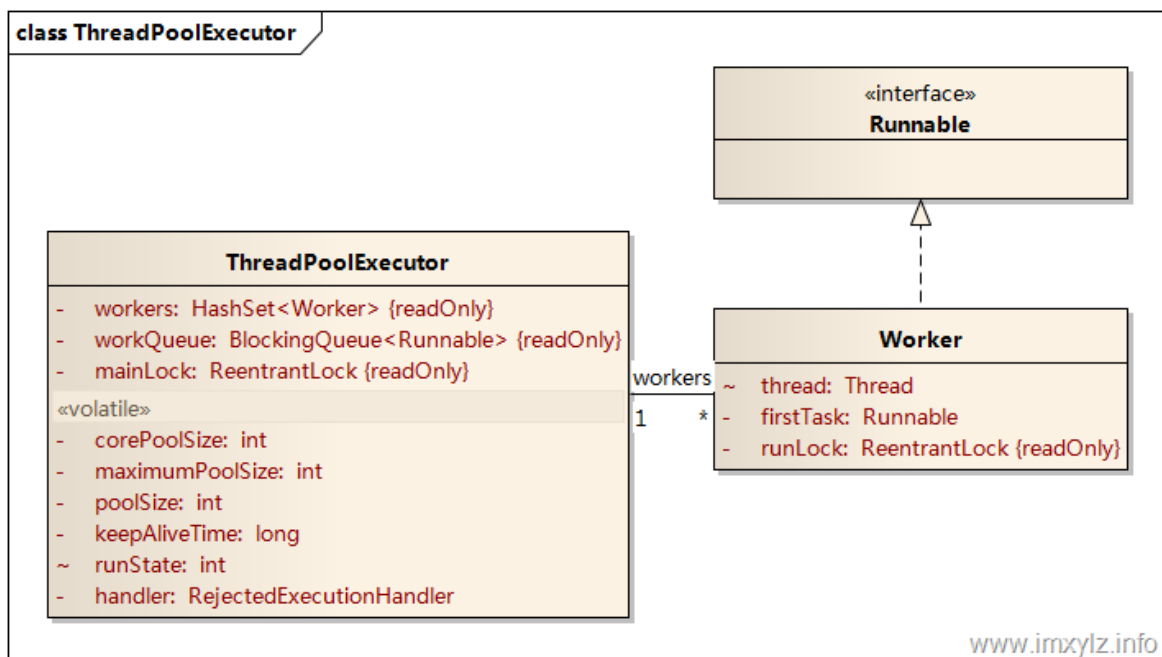 class ThreadPoolExecutor
«interface»
Runnable
ThreadPoolExecutor
- workers: HashSet<Worker> {readOnly}
- workQueue: BlockingQueue<Runnable> {readOnly}
- mainLock: ReentrantLock {readOnly}
«volatile»
- corePoolSize: int
- maximumPoolSize: int
- poolSize: int
- keepAliveTime: long
~ runState: int
- handler: RejectedExecutionHandler
workers
1 *
Worker
~ thread: Thread
- firstTask: Runnable
- runLock: ReentrantLock {readOnly}
www.imxylz.info